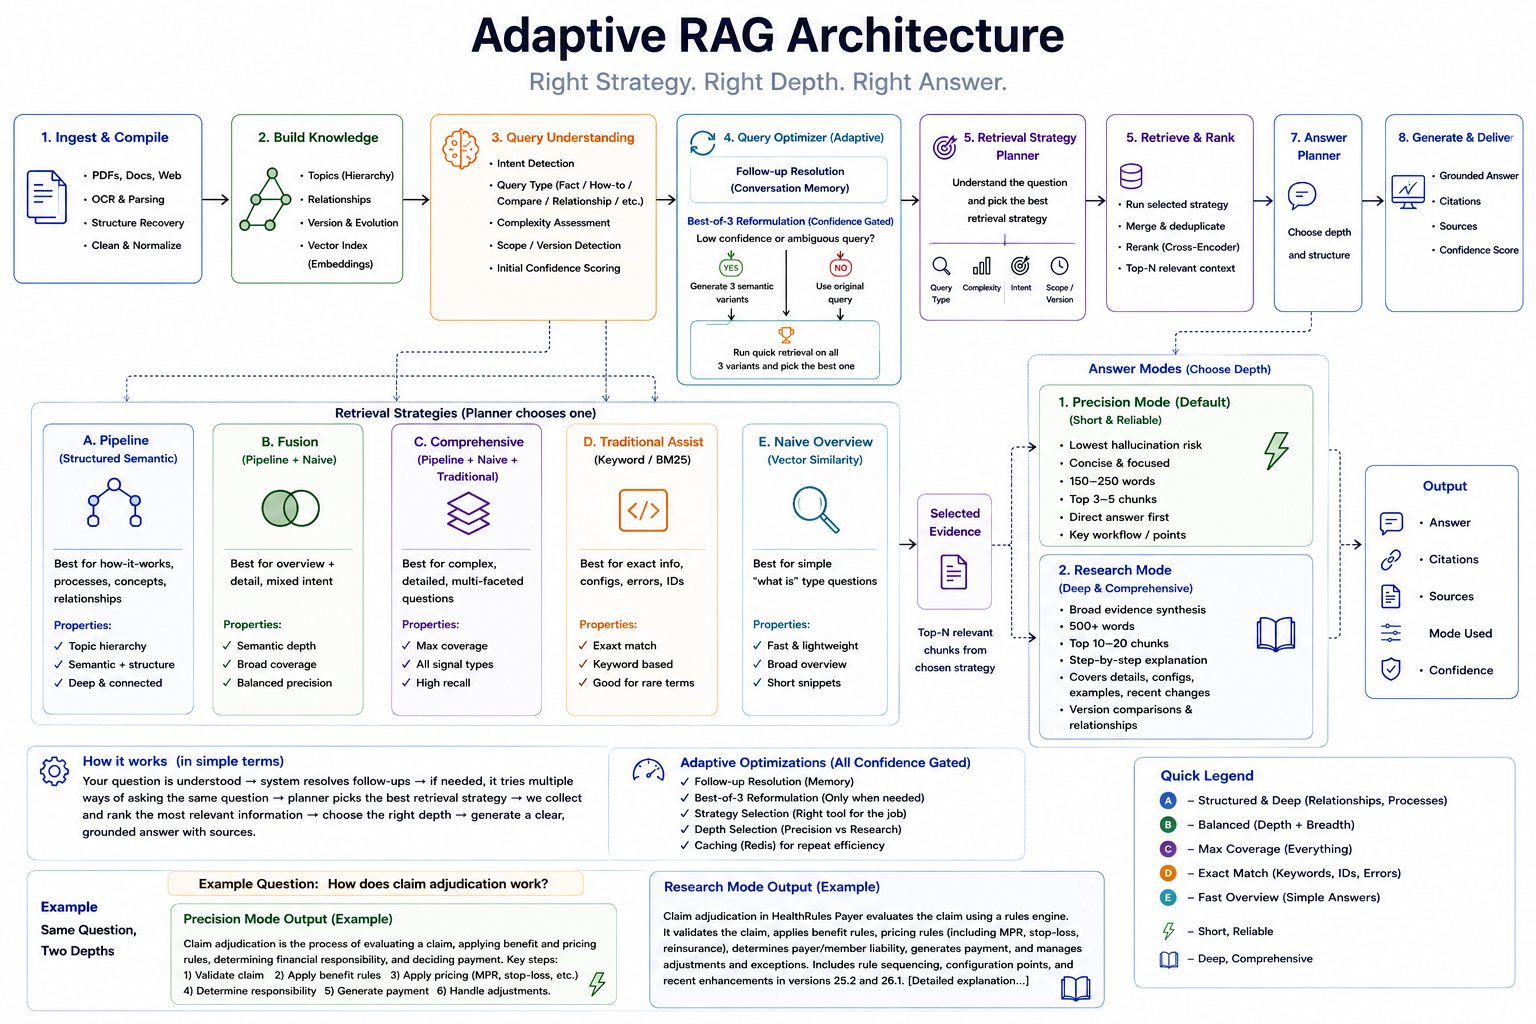 Adaptive RAG Architecture
Right Strategy. Right Depth. Right Answer.
1. Ingest & Compile
• PDFs, Docs, Web
• OCR & Parsing
• Structure Recovery
• Clean & Normalize
2. Build Knowledge
• Topics (Hierarchy)
• Relationships
• Version & Evolution
• Vector Index
(Embeddings)
3. Query Understanding
• Intent Detection
• Query Type (Fact / How-to /
Compare / Relationship / etc.)
• Complexity Assessment
• Scope / Version Detection
• Initial Confidence Scoring
4. Query Optimizer (Adaptive)
Follow-up Resolution
(Conversation Memory)
Best-of-3 Reformulation (Confidence Gated)
Low confidence or ambiguous query?
YES
NO
Generate 3 semantic
variants
Use original
query
Run quick retrieval on all
3 variants and pick the best one
5. Retrieval Strategy
Planner
Understand the question
and pick the best
retrieval strategy
Query
Type
Complexity
Intent
Scope /
Version
5. Retrieve & Rank
• Run selected strategy
• Merge & deduplicate
• Rerank (Cross-Encoder)
• Top-N relevant context
7. Answer
Planner
Choose depth
and structure
8. Generate & Deliver
• Grounded Answer
• Citations
• Sources
• Confidence Score
Retrieval Strategies (Planner chooses one)
A. Pipeline
(Structured Semantic)
Best for how-it-works,
processes, concepts,
relationships
Properties:
✓ Topic hierarchy
✓ Semantic + structure
✓ Deep & connected
B. Fusion
(Pipeline + Naive)
Best for overview +
detail, mixed intent
Properties:
✓ Semantic depth
✓ Broad coverage
✓ Balanced precision
C. Comprehensive
(Pipeline + Naive +
Traditional)
Best for complex,
detailed, multi-faceted
questions
Properties:
✓ Max coverage
✓ All signal types
✓ High recall
D. Traditional Assist
(Keyword / BM25)
</>
Best for exact info,
configs, errors, IDs
Properties:
✓ Exaxt match
✓ Keyword based
✓ Good for rare terms
E. Naive Overview
(Vector Similarity)
Best for simple
"what is" type questions
Properties:
✓ Fast & lightweight
✓ Broad overview
✓ Short snippets
Selected
Evidence
Top-N relevant
chunks from
chosen strategy
Answer Modes (Choose Depth)
1. Precision Mode (Default)
(Short & Reliable)
• Lowest hallucination risk
• Concise & focused
• 150–250 words
• Top 3–5 chunks
• Direct answer first
• Key workflow / points
2. Research Mode
(Deep & Comprehensive)
• Broad evidence synthesis
• 500+ words
• Top 10–20 chunks
• Step-by-step explanation
• Covers details, configs,
examples, recent changes
• Version comparisons &
relationships
Output
• Answer
• Citations
• Sources
Mode Used
• Confidence
How it works (in simple terms)
Your question is understood → system resolves follow-ups → if needed, it tries multiple
ways of asking the same question → planner picks the best retrieval strategy → we collect
and rank the most relevant information → choose the right depth → generate a clear,
grounded answer with sources.
Adaptive Optimizations (All Confidence Gated)
✓ Follow-up Resolution (Memory)
✓ Best-of-3 Reformulation (Only when needed)
✓ Strategy Selection (Right tool for the job)
✓ Depth Selection (Precision vs Research)
✓ Caching (Redis) for repeat efficiency
Quick Legend
A – Structured & Deep (Relationships, Processes)
B – Balanced (Depth + Breadth)
C – Max Coverage (Everything)
D – Exact Match (Keywords, IDs, Errors)
E – Fast Overview (Simple Answers)
– Short, Reliable
– Deep, Comprehensive
Example
Same Question,
Two Depths
Example Question: How does claim adjudication work?
Precision Mode Output (Example)
Claim adjudication is the process of evaluating a claim, applying benefit and pricing
rules, determining financial responsibility, and deciding payment. Key steps:
1) Validate claim 2) Apply benefit rules 3) Apply pricing (MPR, stop-loss, etc.)
4) Determine responsibility 5) Generate payment 6) Handle adjustments.
Research Mode Output (Example)
Claim adjudication in HealthRules Payer evaluates the claim using a rules engine.
It validates the claim, applies benefit rules, pricing rules (including MPR, stop-loss,
reinsurance), determines payer/member liability, generates payment, and manages
adjustments and exceptions. Includes rule sequencing, configuration points, and
recent enhancements in versions 25.2 and 26.1. [Detailed explanation...]